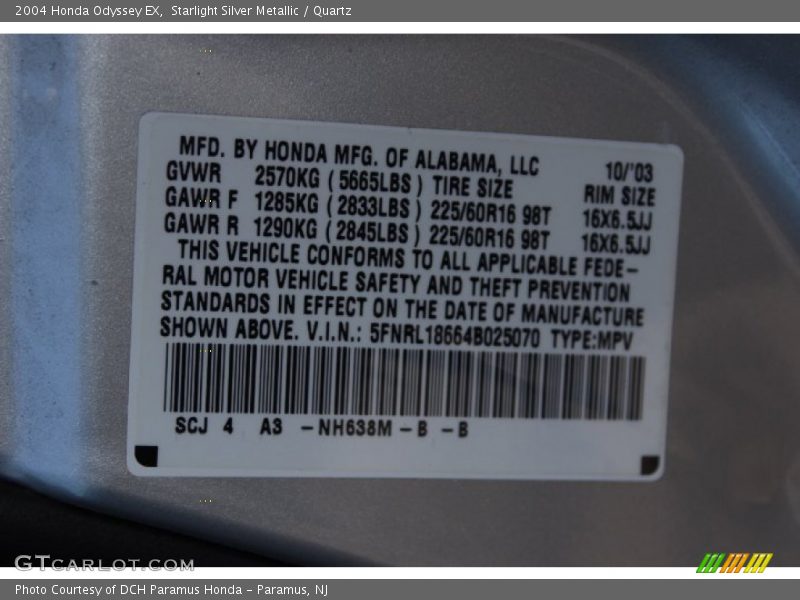 2004 Honda Odyssey EX,  Starlight Silver Metallic / Quartz
MFD. BY HONDA MFG. OF ALABAMA, LLC 10/'03
GVWR 2570KG ( 5665LBS ) TIRE SIZE RIM SIZE
GAWR F 1285KG ( 2833LBS ) 225/60R16 98T 16X6.5JJ
GAWR R 1290KG ( 2845LBS ) 225/60R16 98T 16X6.5JJ
THIS VEHICLE CONFORMS TO ALL APPLICABLE FEDE-
RAL MOTOR VEHICLE SAFETY AND THEFT PREVENTION
STANDARDS IN EFFECT ON THE DATE OF MANUFACTURE
SHOWN ABOVE. V.I.N.: 5FNRL18664B025070 TYPE:MPV
SCJ 4 A3 -NH638M -B -B
GTCARLOT.COM
Photo Courtesy of DCH Paramus Honda - Paramus, NJ